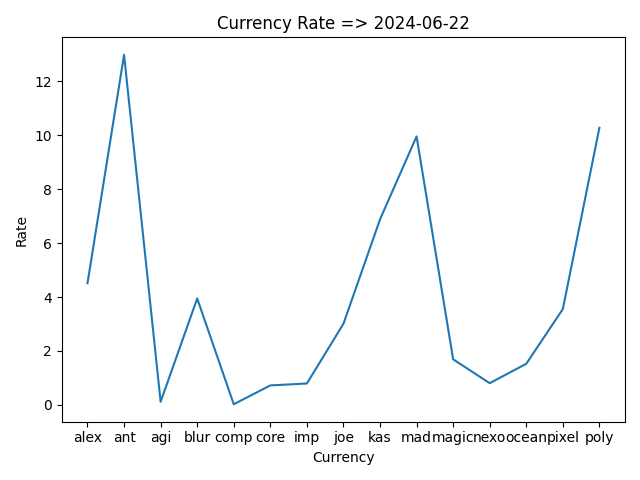 Currency Rate => 2024-06-22
Rate
12
10
8
6
4
2
0
alex ant agi blur comp core imp joe kas mad magic nexo ocean pixel poly
Currency